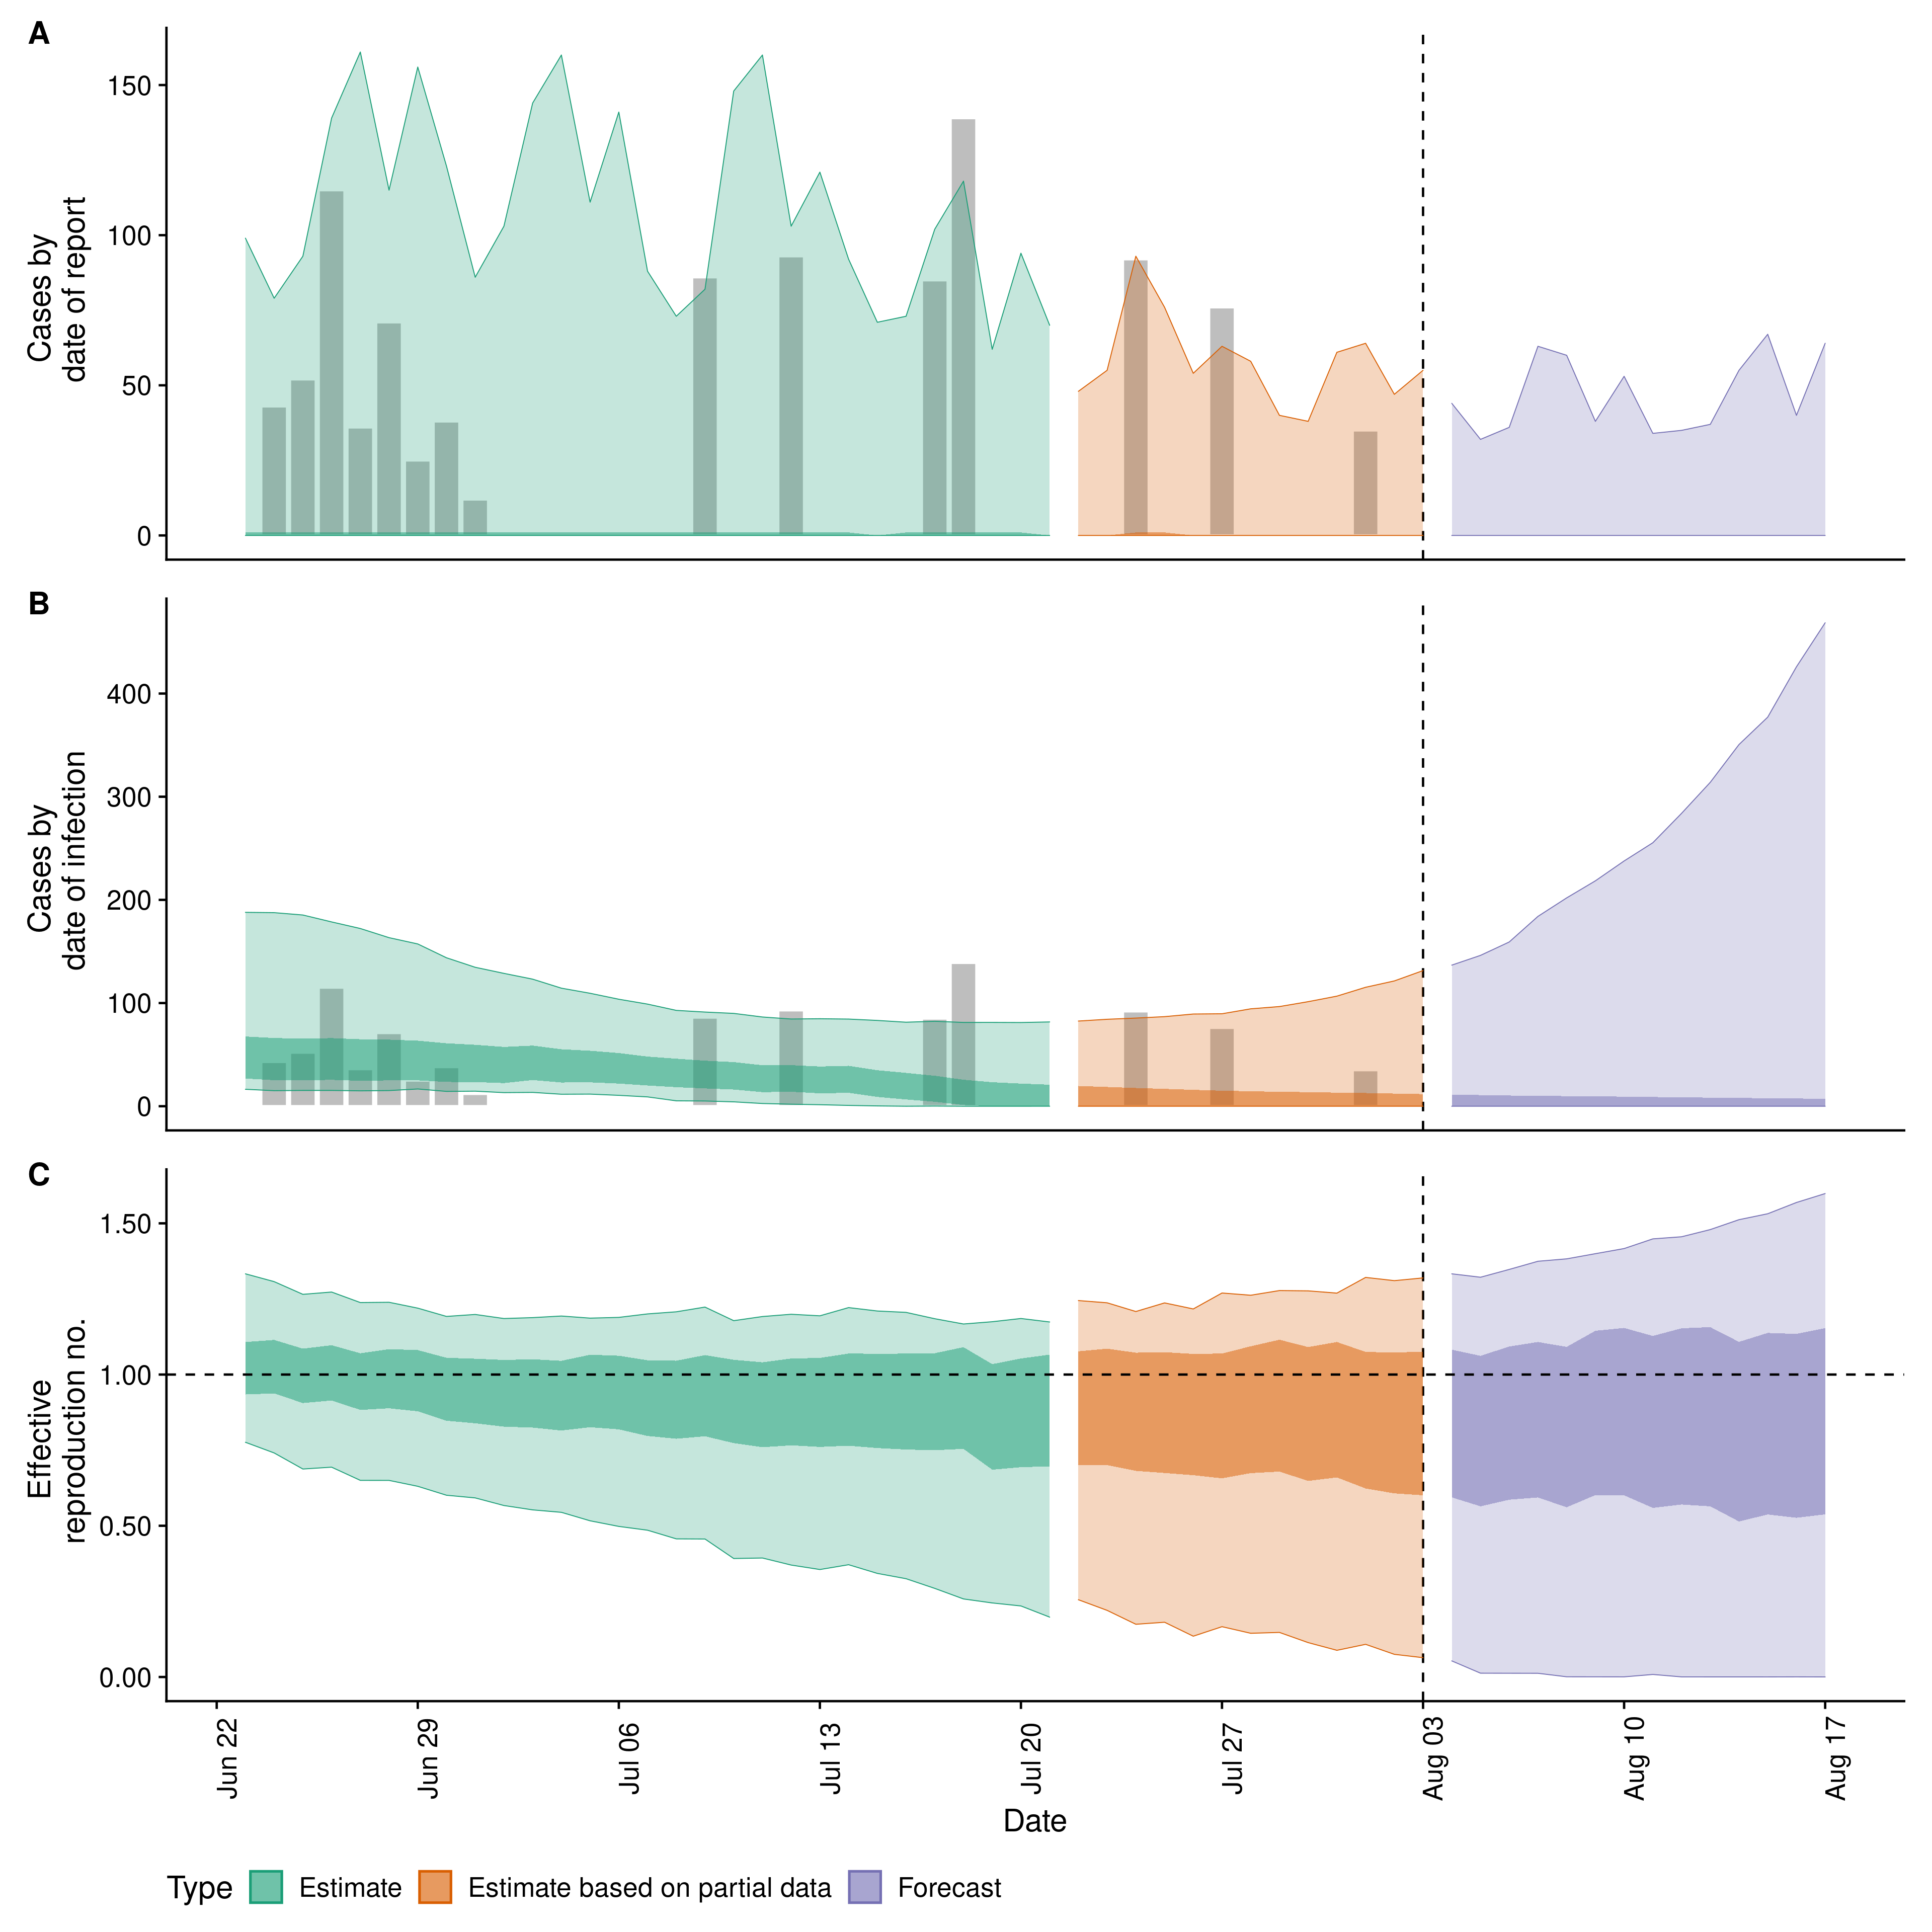 A
Cases by
date of report
150
100
50
0
B
Cases by
date of infection
400
300
200
100
0
C
Effective
reproduction no.
1.50
1.00
0.50
0.00
Jun 22
Jun 29
Jul 06
Jul 13
Jul 20
Jul 27
Aug 03
Aug 10
Aug 17
Date
Type Estimate Estimate based on partial data Forecast